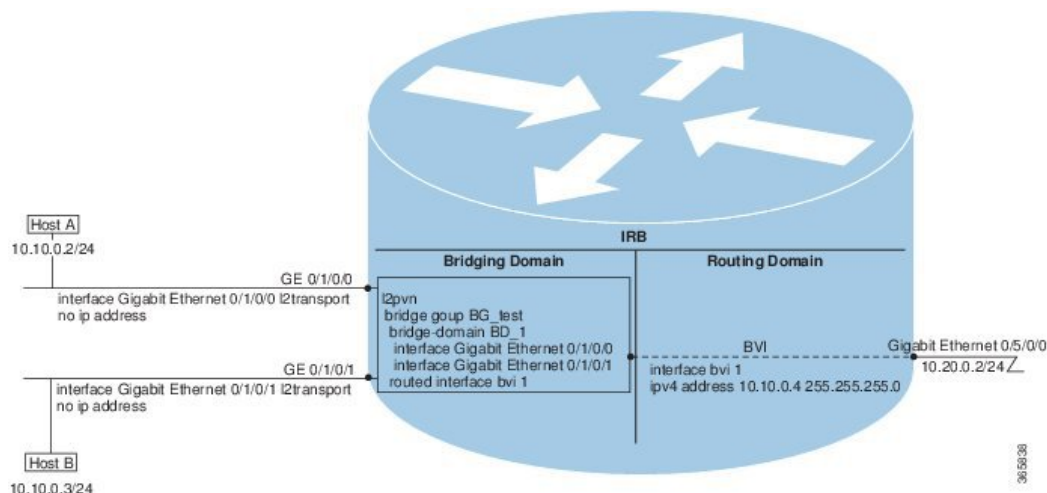 IRB
Bridging Domain
Routing Domain
Host A
10.10.0.2/24
GE 0/1/0/0
interface Gigabit Ethernet 0/1/0/0 l2transport
no ip address
l2pvn
bridge goup BG_test
bridge-domain BD_1
interface Gigabit Ethernet 0/1/0/0
interface Gigabit Ethernet 0/1/0/1
routed interface bvi 1
BVI
interface bvi 1
ipv4 address 10.10.0.4 255.255.255.0
Gigabit Ethernet 0/5/0/0
10.20.0.2/24
GE 0/1/0/1
interface Gigabit Ethernet 0/1/0/1 l2transport
no ip address
Host B
10.10.0.3/24
365838